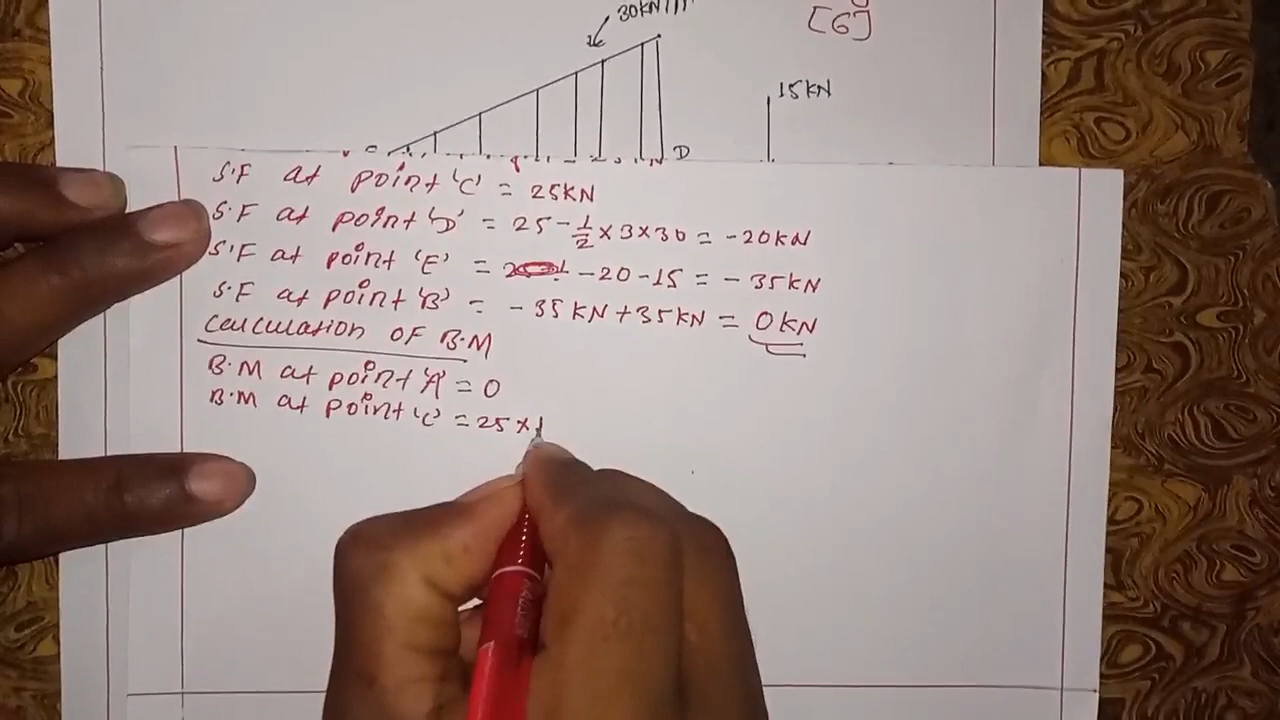 30KN/m
[6]
15KN
C D
S.F at point 'C' = 25KN
S.F at point 'D' = 25 - 1/2 × 3 × 30 = -20KN
S.F at point 'E' = -20 - 15 = - 35KN
S.F at point 'B' = - 35KN + 35KN = 0KN
Calculation OF B.M
B.M at point 'A' = 0
B.M at point 'C' = 25 × 1